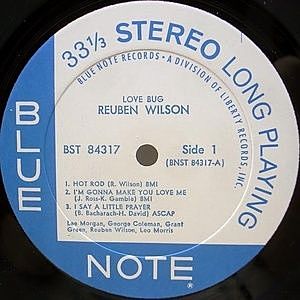 33⅓ STEREO LONG PLAYING
BLUE NOTE RECORDS • A DIVISION OF LIBERTY RECORDS, INC.
LOVE BUG
REUBEN WILSON
BST 84317
Side 1
(BNST 84317-A)
1. HOT ROD (R. Wilson) BMI
2. I'M GONNA MAKE YOU LOVE ME
(J. Ross-K. Gamble) BMI
3. I SAY A LITTLE PRAYER
(B. Bacharach-H. David) ASCAP
Lee Morgan, George Coleman, Grant
Green, Reuben Wilson, Leo Morris
BLUE
NOTE
®